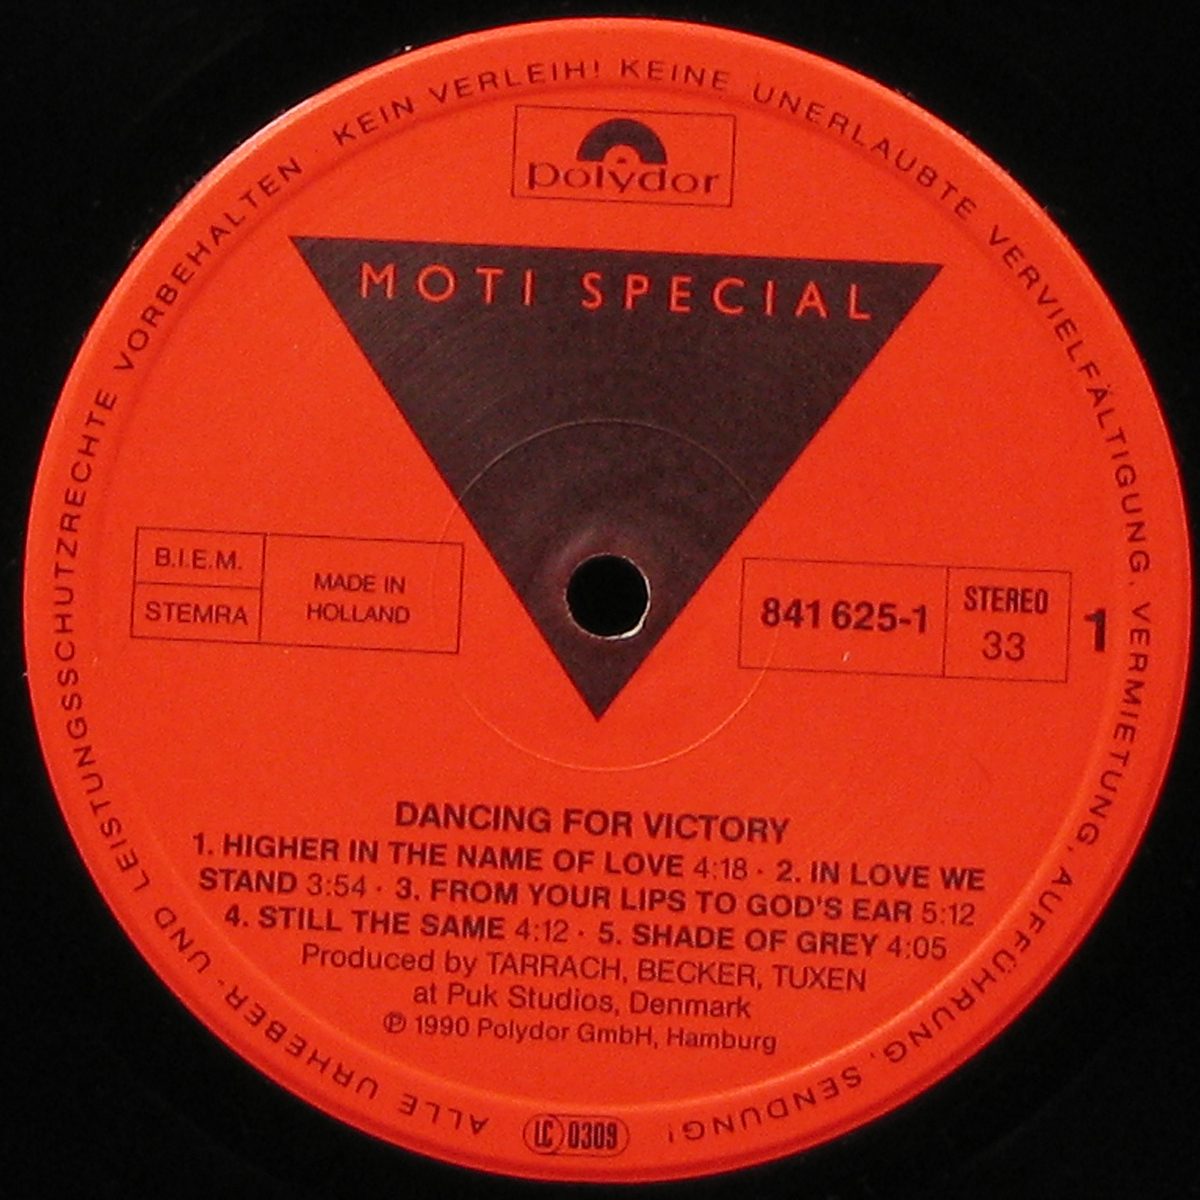 ALLE URHEBER- UND LEISTUNGSSCHUTZRECHTE VORBEHALTEN · KEIN VERLEIH! KEINE UNERLAUBTE VERVIELFÄLTIGUNG, VERMIETUNG, AUFFÜHRUNG, SENDUNG!
polydor
MOTI SPECIAL
B.I.E.M.
STEMRA
MADE IN
HOLLAND
841 625-1
STEREO
33
1
DANCING FOR VICTORY
1. HIGHER IN THE NAME OF LOVE 4:18 · 2. IN LOVE WE
STAND 3:54 · 3. FROM YOUR LIPS TO GOD'S EAR 5:12
4. STILL THE SAME 4:12 · 5. SHADE OF GREY 4:05
Produced by TARRACH, BECKER, TUXEN
at Puk Studios, Denmark
℗ 1990 Polydor GmbH, Hamburg
LC 0309